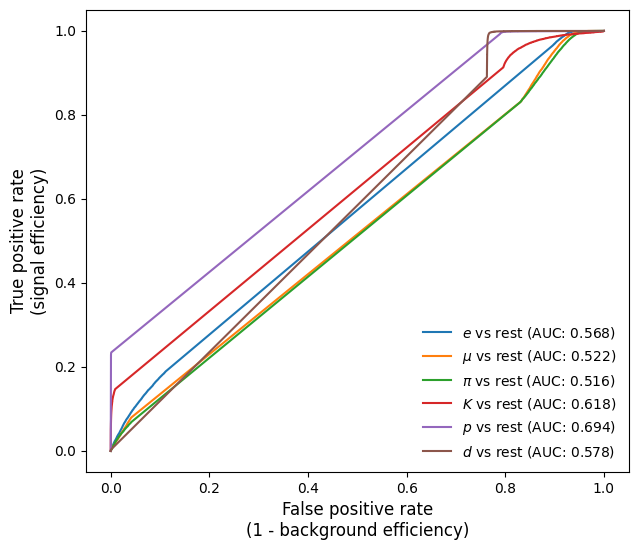 1.0
0.8
0.6
0.4
0.2
0.0
True positive rate
(signal efficiency)
e vs rest (AUC: 0.568)
μ vs rest (AUC: 0.522)
π vs rest (AUC: 0.516)
K vs rest (AUC: 0.618)
p vs rest (AUC: 0.694)
d vs rest (AUC: 0.578)
0.0 0.2 0.4 0.6 0.8 1.0
False positive rate
(1 - background efficiency)